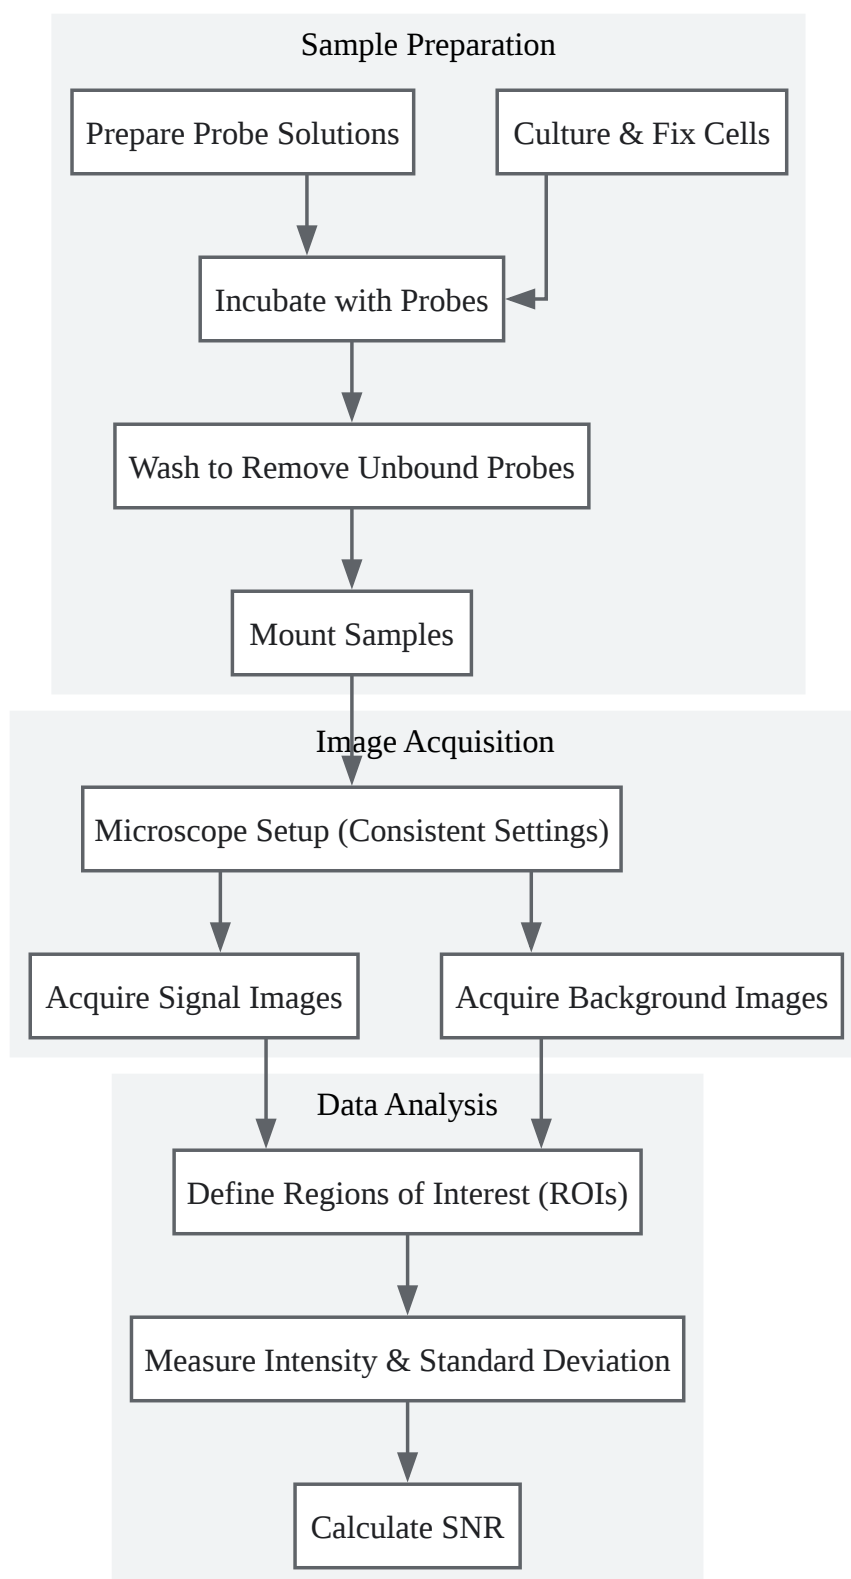 Sample Preparation
Prepare Probe Solutions
Culture & Fix Cells
Incubate with Probes
Wash to Remove Unbound Probes
Mount Samples
Image Acquisition
Microscope Setup (Consistent Settings)
Acquire Signal Images
Acquire Background Images
Data Analysis
Define Regions of Interest (ROIs)
Measure Intensity & Standard Deviation
Calculate SNR